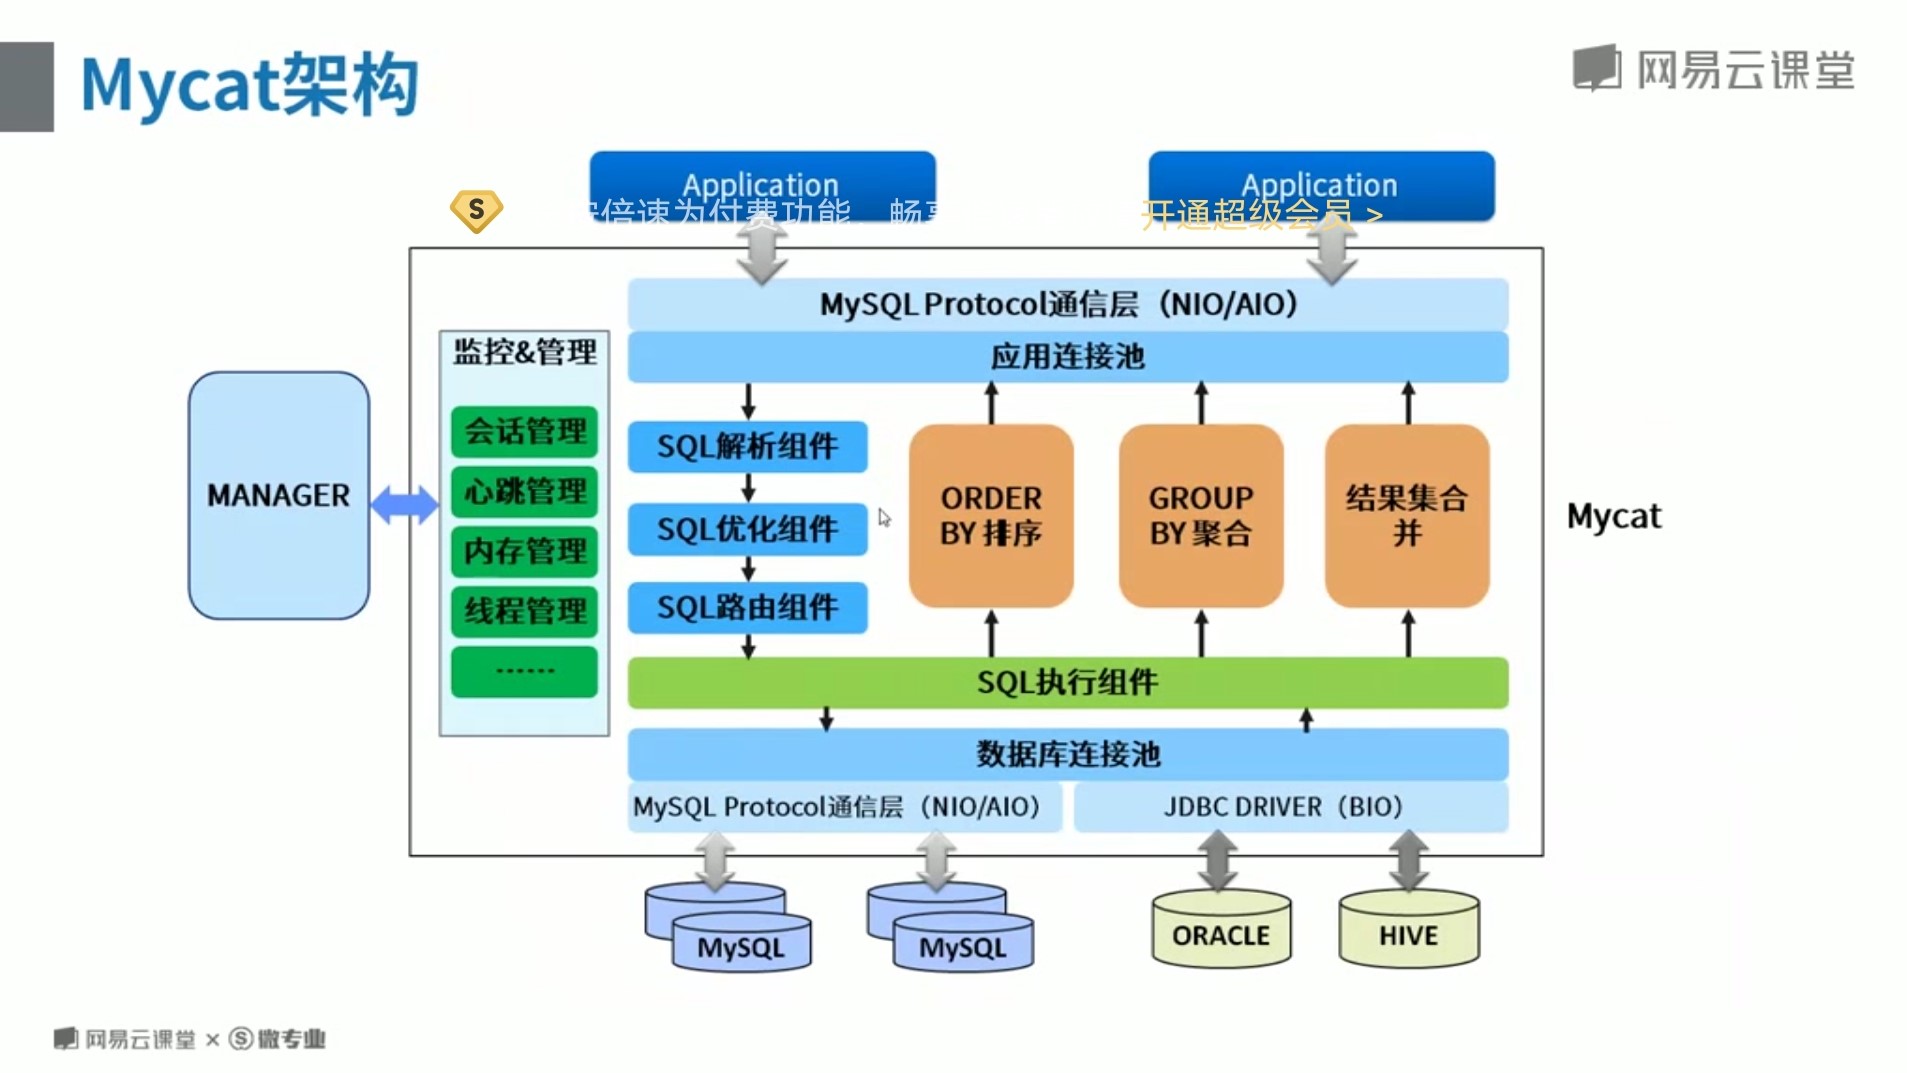 Mycat架构
网易云课堂
Application
Application
S
倍速为付费功能，畅
开通超级会员 >
MySQL Protocol通信层（NIO/AIO）
应用连接池
监控&管理
会话管理
心跳管理
内存管理
线程管理
······
MANAGER
SQL解析组件
SQL优化组件
SQL路由组件
ORDER
BY 排序
GROUP
BY 聚合
结果集合
并
Mycat
SQL执行组件
数据库连接池
MySQL Protocol通信层（NIO/AIO）
JDBC DRIVER（BIO）
MySQL
MySQL
ORACLE
HIVE
网易云课堂 × S 微专业